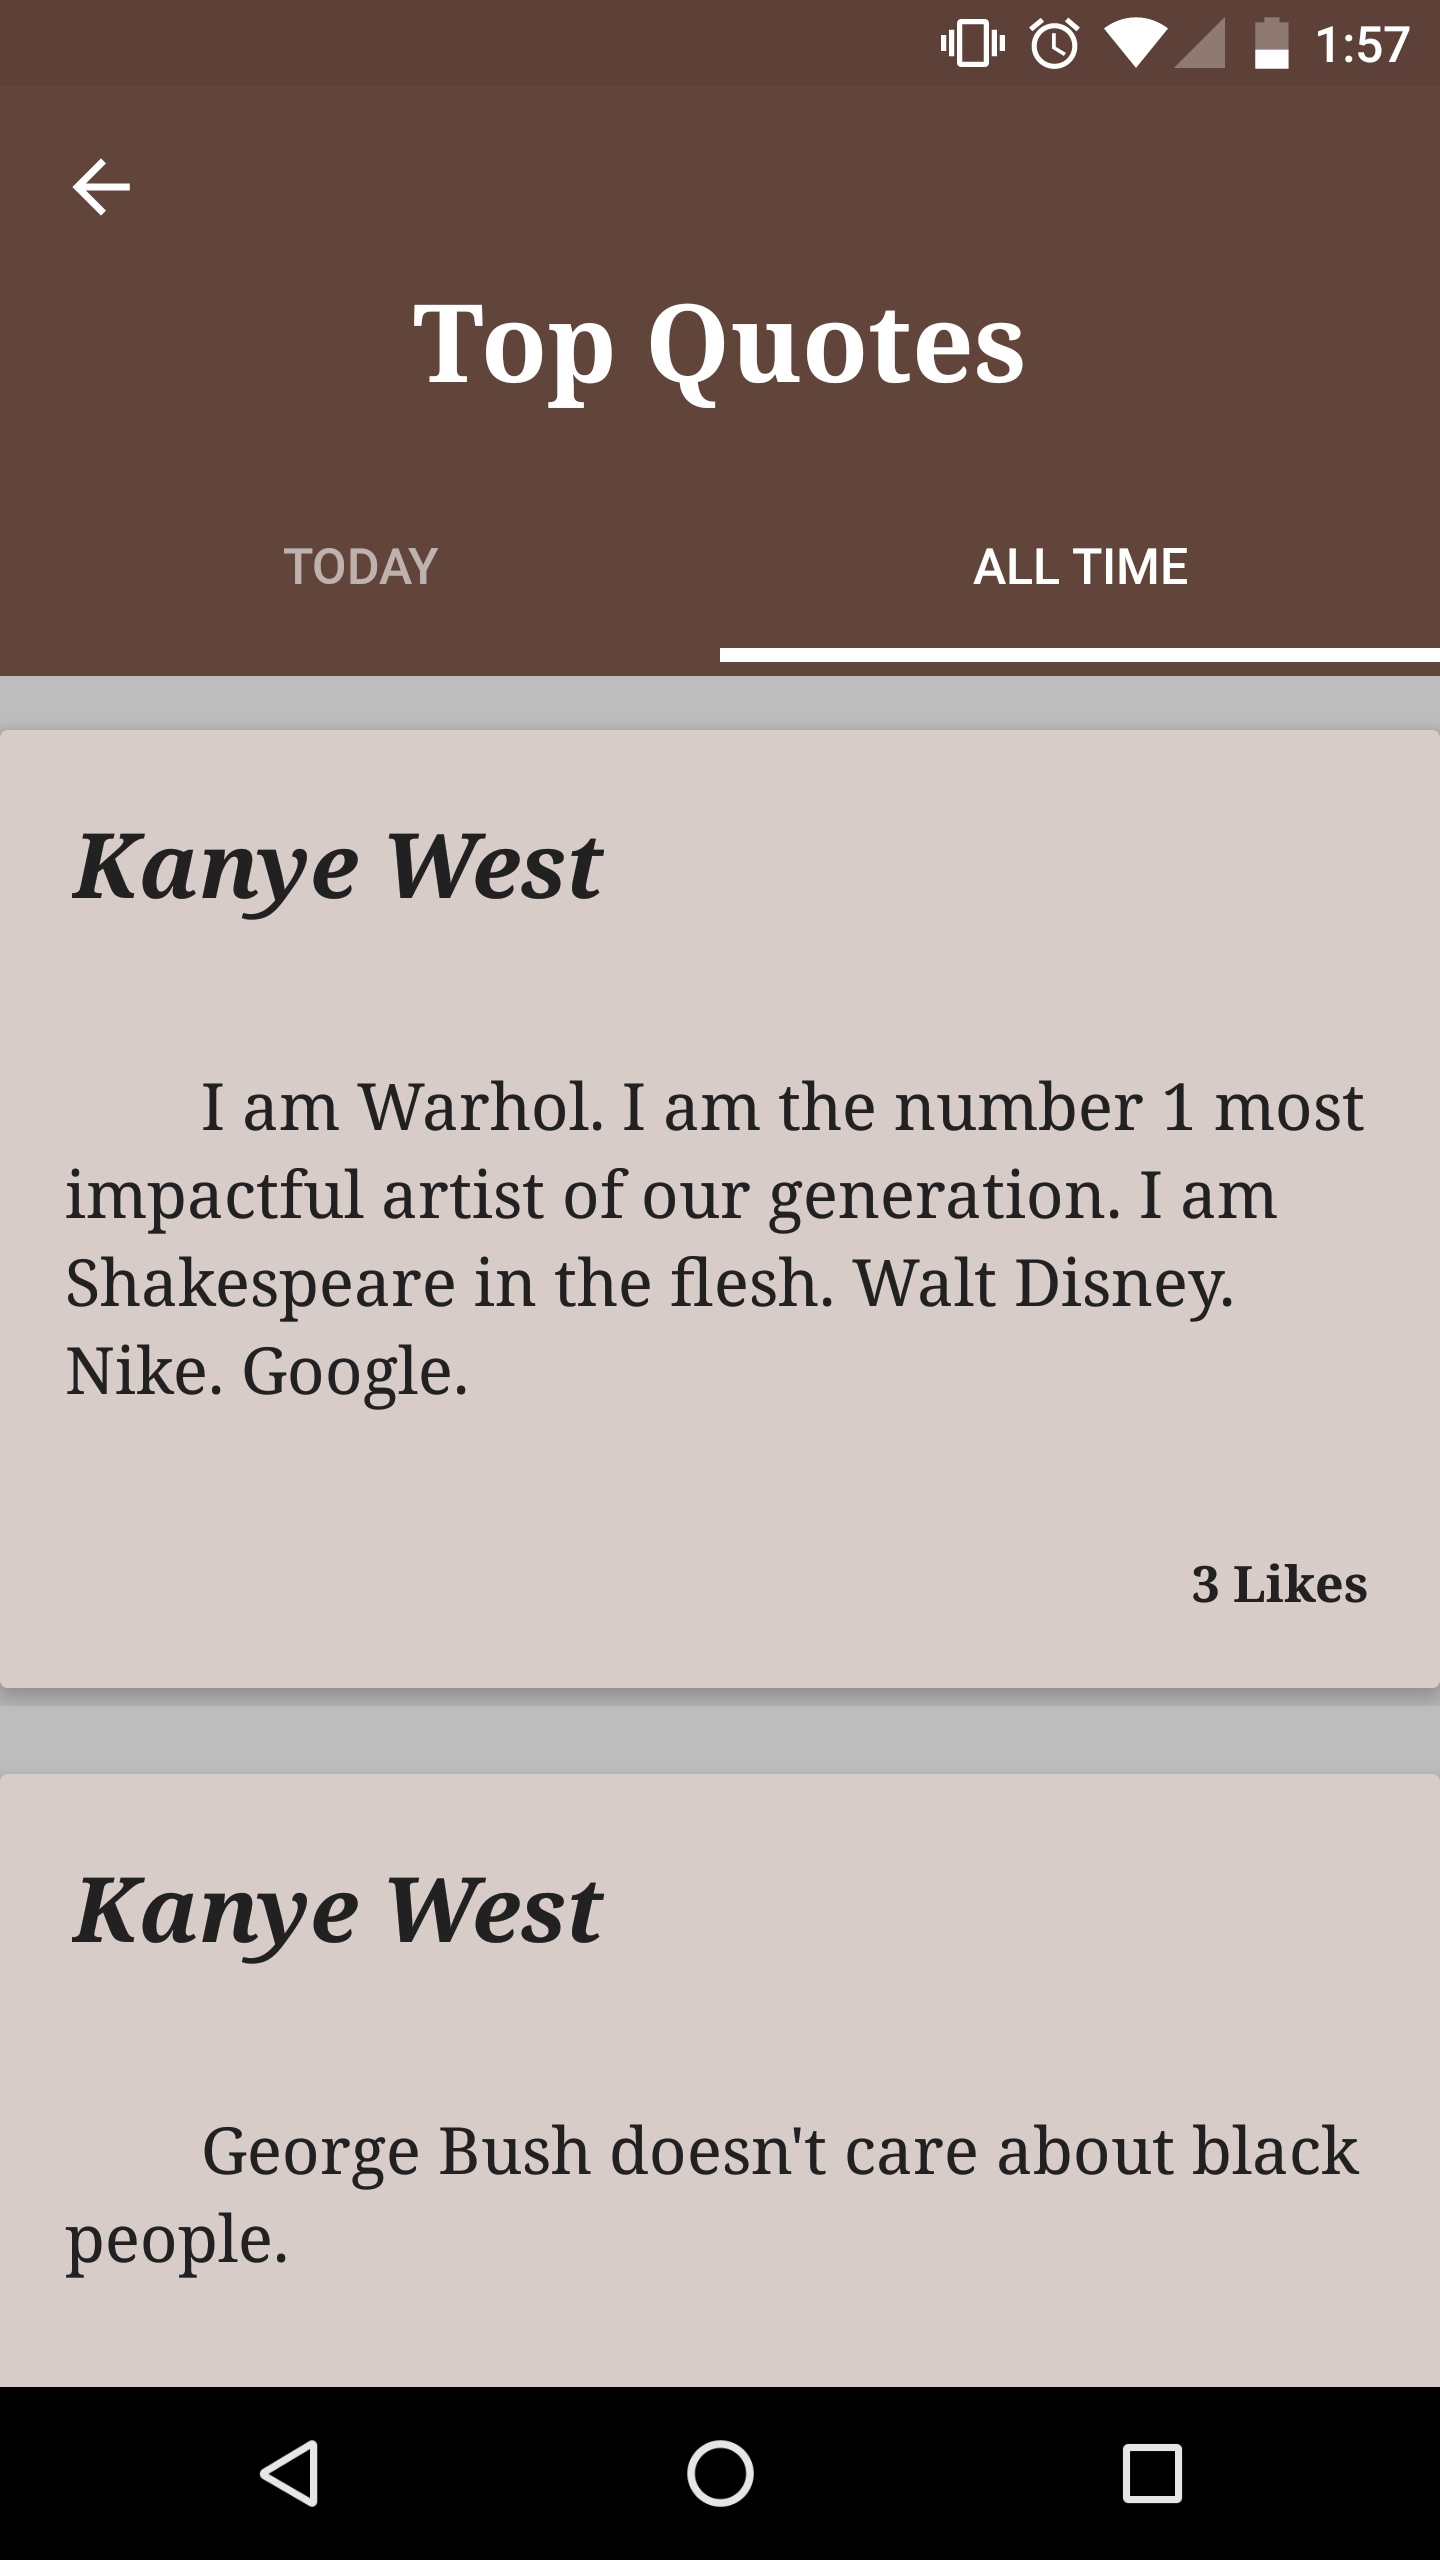 1:57
Top Quotes
TODAY
ALL TIME
Kanye West
I am Warhol. I am the number 1 most
impactful artist of our generation. I am
Shakespeare in the flesh. Walt Disney.
Nike. Google.
3 Likes
Kanye West
George Bush doesn't care about black
people.